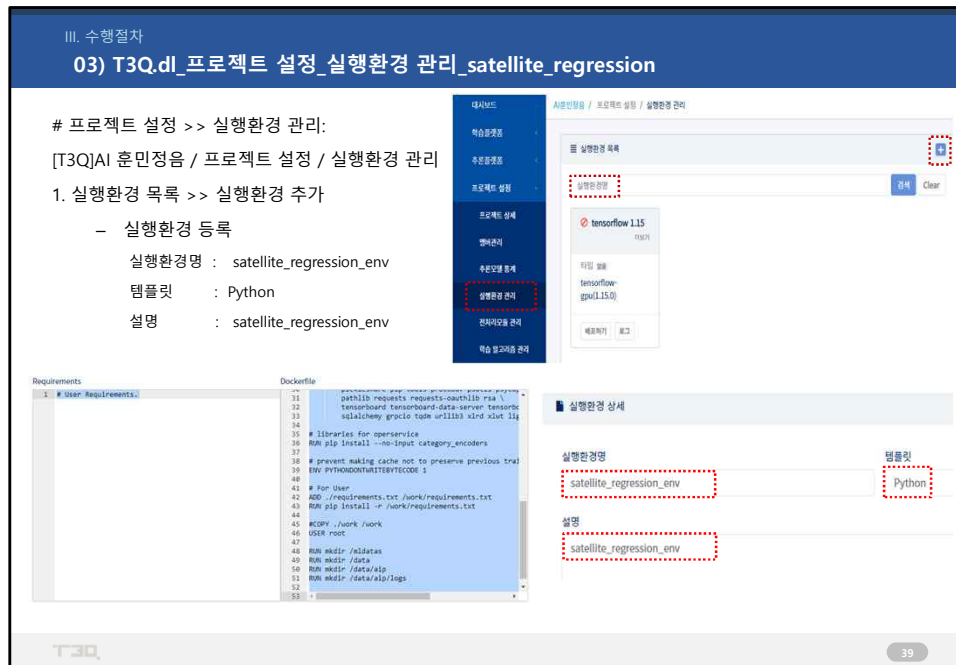 III. 수행절차
03) T3Q.dl_프로젝트 설정_실행환경 관리_satellite_regression
# 프로젝트 설정 >> 실행환경 관리:
[T3Q]AI 훈민정음 / 프로젝트 설정 / 실행환경 관리
1. 실행환경 목록 >> 실행환경 추가
– 실행환경 등록
실행환경명 : satellite_regression_env
템플릿 : Python
설명 : satellite_regression_env
대시보드
학습플랫폼
추론플랫폼
프로젝트 설정
프로젝트 상세
멤버관리
추론모델 통계
실행환경 관리
전처리모듈 관리
학습 알고리즘 관리
AI훈민정음 / 프로젝트 설정 / 실행환경 관리
실행환경 목록
실행환경명
검색 Clear
tensorflow 1.15
더보기
타입 없음
tensorflow-
gpu(1.15.0)
배포하기 로그
Requirements
1 # User Requirements.
Dockerfile
31 pathlib requests requests-oauthlib rsa \
32 tensorboard tensorboard-data-server tensorbo
33 sqlalchemy grpcio tqdm urllib3 xlrd xlwt lig
34
35 # libraries for operservice
36 RUN pip install --no-input category_encoders
37
38 # prevent making cache not to preserve previous trai
39 ENV PYTHONDONTWRITEBYTECODE 1
40
41 # For User
42 ADD ./requirements.txt /work/requirements.txt
43 RUN pip install -r /work/requirements.txt
44
45 #COPY ./work /work
46 USER root
47
48 RUN mkdir /mldatas
49 RUN mkdir /data
50 RUN mkdir /data/aip
51 RUN mkdir /data/aip/logs
52
53
실행환경 상세
실행환경명
satellite_regression_env
템플릿
Python
설명
satellite_regression_env
T3Q
39